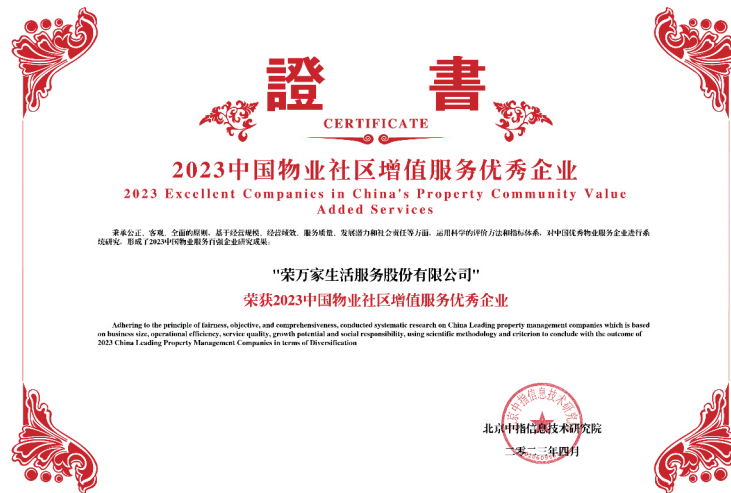 證 書
CERTIFICATE
2023中国物业社区增值服务优秀企业
2023 Excellent Companies in China's Property Community Value
Added Services
秉承公正、客观、全面的原则，基于经营规模、经营绩效、服务质量、发展潜力和社会责任等方面，运用科学的评价方法和指标体系，对中国优秀物业服务企业进行系
统研究，形成了2023中国物业服务百强企业研究成果：
"荣万家生活服务股份有限公司"
荣获2023中国物业社区增值服务优秀企业
Adhering to the principle of fairness, objective, and comprehensiveness, conducted systematic research on China Leading property management companies which is based
on business size, operational efficiency, service quality, growth potential and social responsibility, using scientific methodology and criterion to conclude with the outcome of
2023 China Leading Property Management Companies in terms of Diversification
北京中指信息技术研究院
二零二三年四月